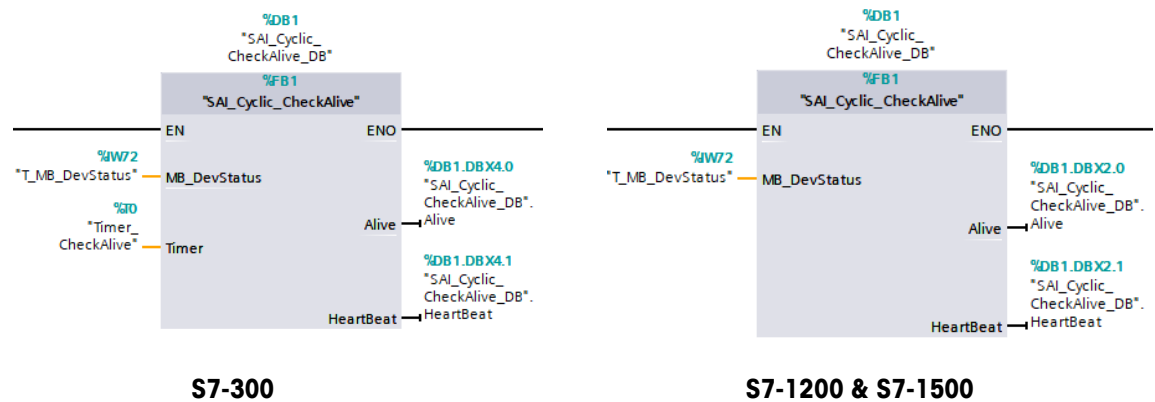 %DB1
"SAI_Cyclic_
CheckAlive_DB"
%FB1
"SAI_Cyclic_CheckAlive"
EN
ENO
%IW72
"T_MB_DevStatus"
MB_DevStatus
%DB1.DBX4.0
"SAI_Cyclic_
CheckAlive_DB".
Alive
Alive
%T0
"Timer_
CheckAlive"
Timer
%DB1.DBX4.1
"SAI_Cyclic_
CheckAlive_DB".
HeartBeat
HeartBeat
S7-300
%DB1
"SAI_Cyclic_
CheckAlive_DB"
%FB1
"SAI_Cyclic_CheckAlive"
EN
ENO
%IW72
"T_MB_DevStatus"
MB_DevStatus
%DB1.DBX2.0
"SAI_Cyclic_
CheckAlive_DB".
Alive
Alive
%DB1.DBX2.1
"SAI_Cyclic_
CheckAlive_DB".
HeartBeat
HeartBeat
S7-1200 & S7-1500